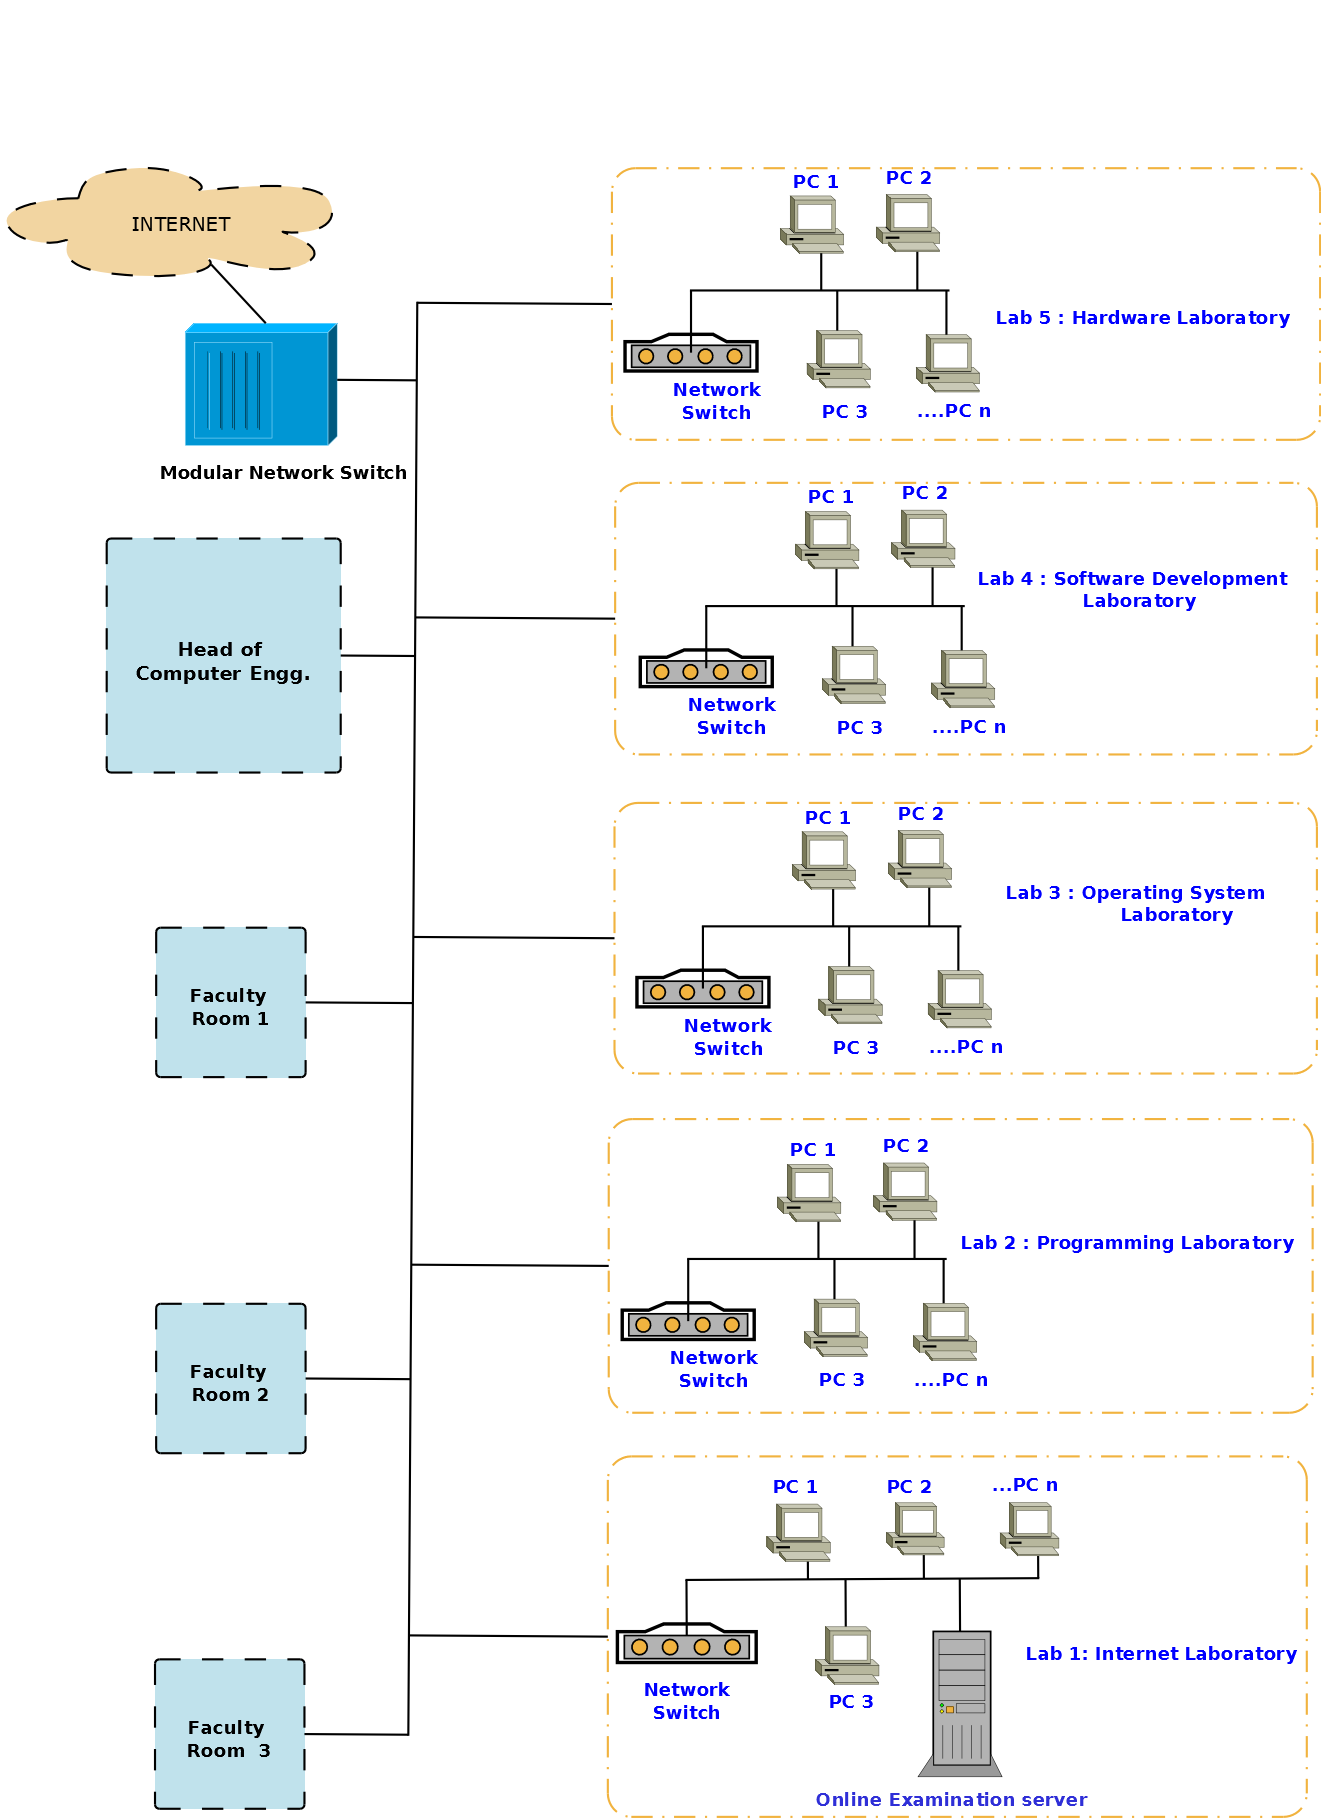 INTERNET
Modular Network Switch
Head of
Computer Engg.
Faculty
Room 1
Faculty
Room 2
Faculty
Room  3
PC 1
PC 2
Lab 5 : Hardware Laboratory
Network
Switch
PC 3
....PC n
PC 1
PC 2
Lab 4 : Software Development
Laboratory
Network
Switch
PC 3
....PC n
PC 1
PC 2
Lab 3 : Operating System
Laboratory
Network
Switch
PC 3
....PC n
PC 1
PC 2
Lab 2 : Programming Laboratory
Network
Switch
PC 3
....PC n
PC 1
PC 2
...PC n
Lab 1: Internet Laboratory
Network
Switch
PC 3
Online Examination server